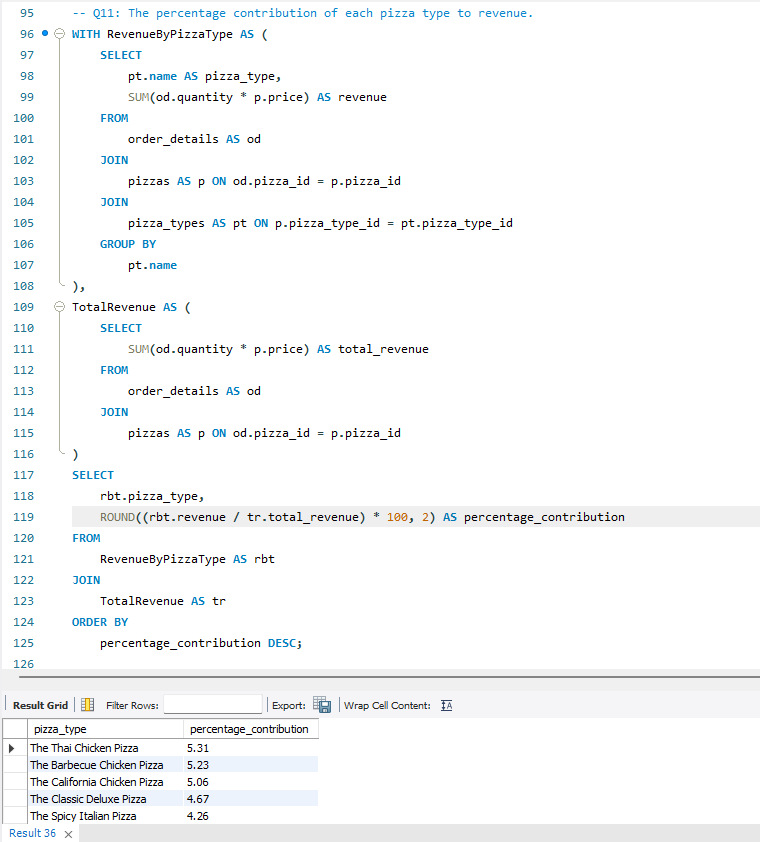 95 -- Q11: The percentage contribution of each pizza type to revenue.
96 WITH RevenueByPizzaType AS (
97 SELECT
98 pt.name AS pizza_type,
99 SUM(od.quantity * p.price) AS revenue
100 FROM
101 order_details AS od
102 JOIN
103 pizzas AS p ON od.pizza_id = p.pizza_id
104 JOIN
105 pizza_types AS pt ON p.pizza_type_id = pt.pizza_type_id
106 GROUP BY
107 pt.name
108 ),
109 TotalRevenue AS (
110 SELECT
111 SUM(od.quantity * p.price) AS total_revenue
112 FROM
113 order_details AS od
114 JOIN
115 pizzas AS p ON od.pizza_id = p.pizza_id
116 )
117 SELECT
118 rbt.pizza_type,
119 ROUND((rbt.revenue / tr.total_revenue) * 100, 2) AS percentage_contribution
120 FROM
121 RevenueByPizzaType AS rbt
122 JOIN
123 TotalRevenue AS tr
124 ORDER BY
125 percentage_contribution DESC;
126
Result Grid Filter Rows: Export: Wrap Cell Content: IA
pizza_type percentage_contribution
The Thai Chicken Pizza 5.31
The Barbecue Chicken Pizza 5.23
The California Chicken Pizza 5.06
The Classic Deluxe Pizza 4.67
The Spicy Italian Pizza 4.26
Result 36 ×